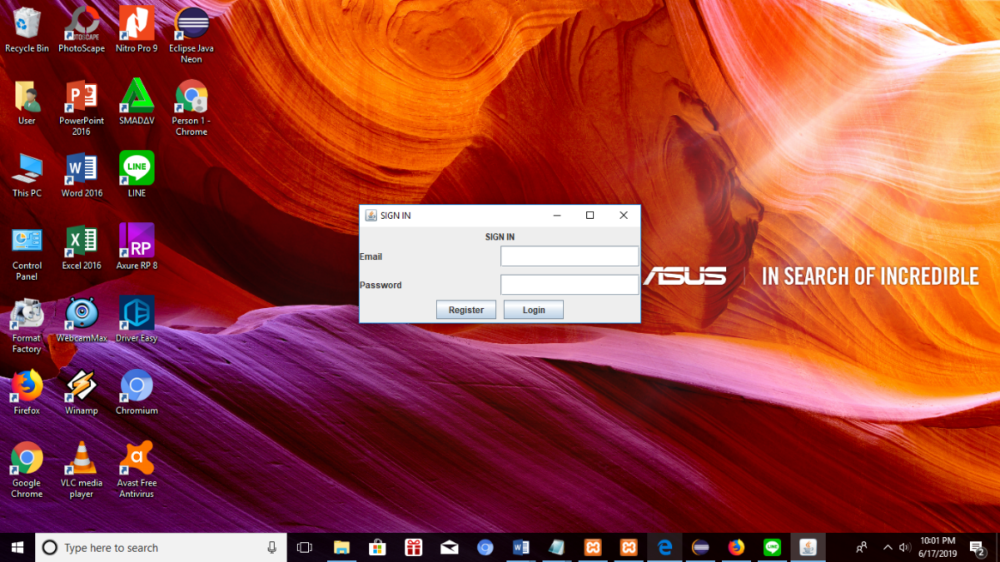 Recycle Bin
PhotoScape
Nitro Pro 9
Eclipse Java
Neon
User
PowerPoint
2016
SMADΔV
Person 1 -
Chrome
This PC
Word 2016
LINE
LINE
Control
Panel
Excel 2016
RP
Axure RP 8
Format
Factory
WebcamMax
Driver Easy
Firefox
Winamp
Chromium
Google
Chrome
VLC media
player
Avast Free
Antivirus
SIGN IN
SIGN IN
Email
Password
Register
Login
ASUS
IN SEARCH OF INCREDIBLE
Type here to search
10:01 PM
6/17/2019
2